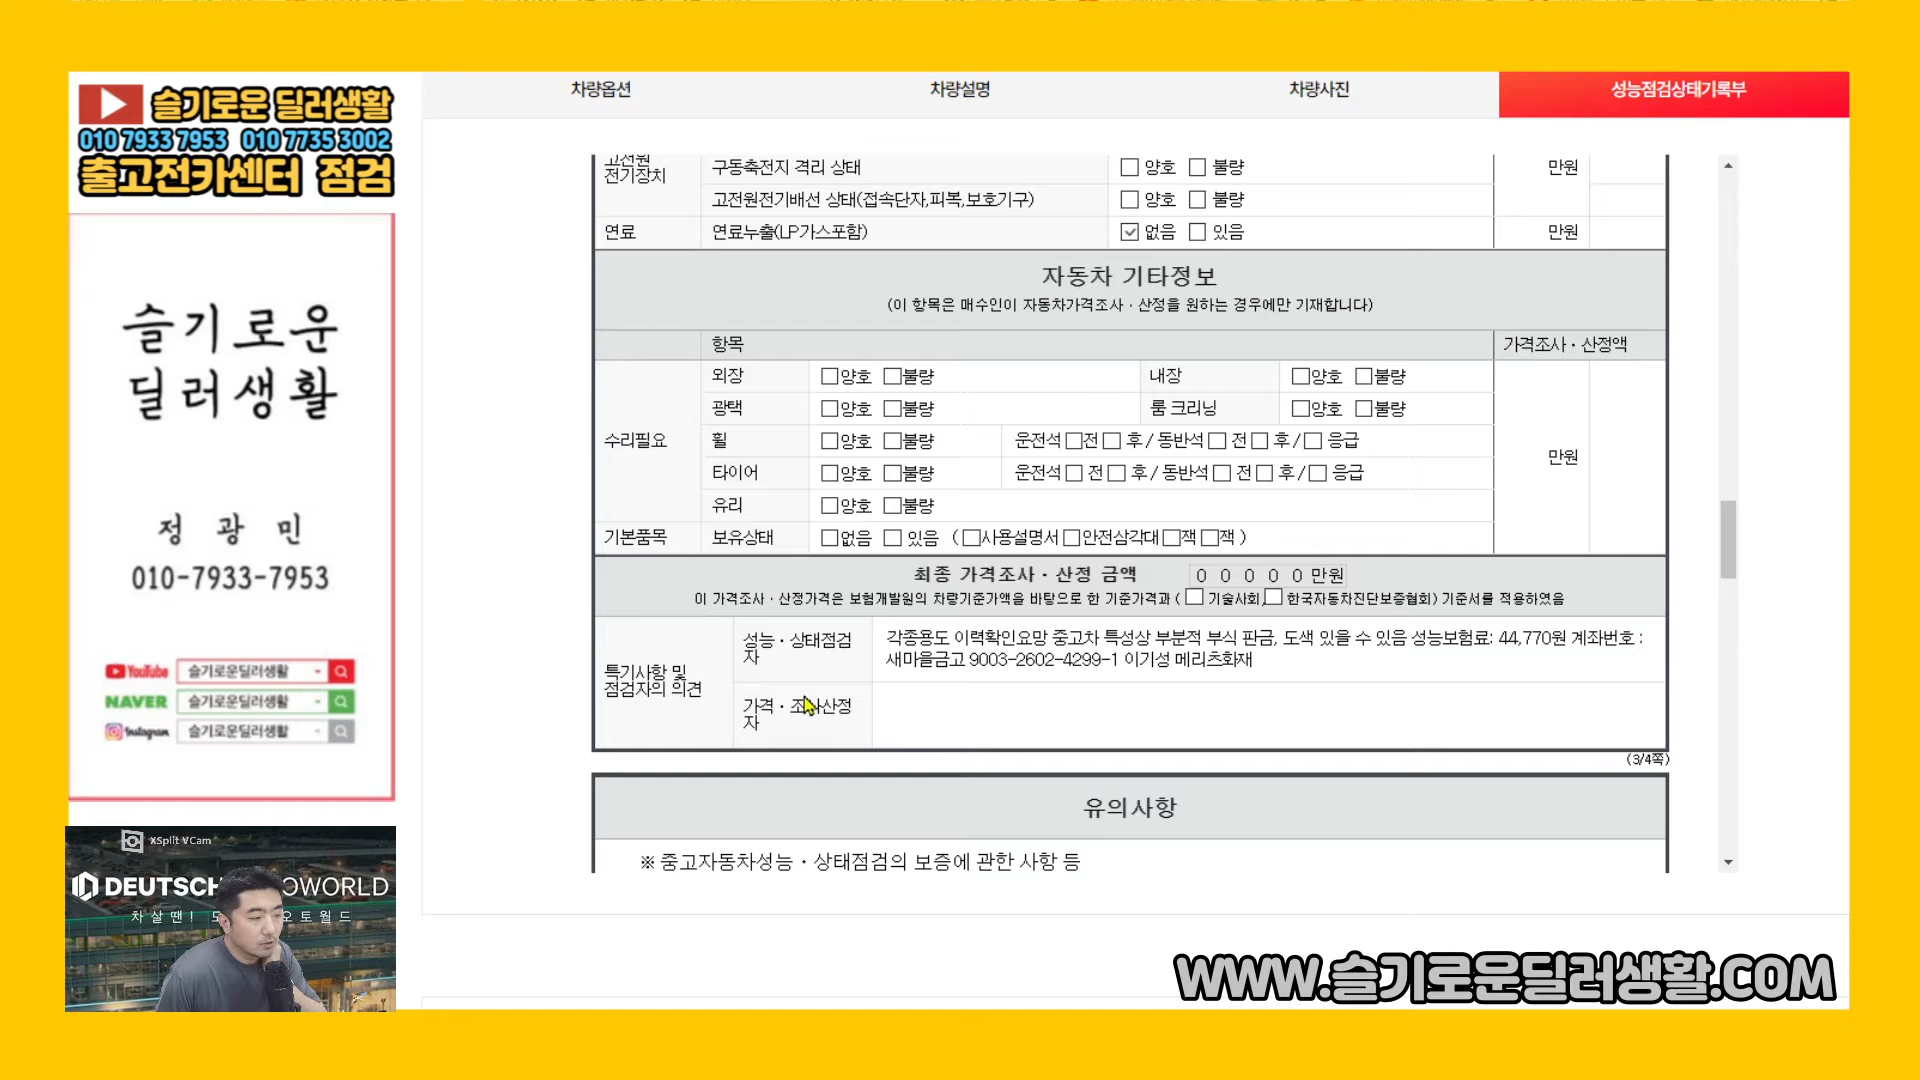 슬기로운 딜러생활
010 7933 7953 010 7735 3002
출고전카센터 점검
슬기로운
딜러생활
정 광 민
010-7933-7953
YouTube 슬기로운딜러생활
NAVER 슬기로운딜러생활
Instagram 슬기로운딜러생활
XSplit VCam
DEUTSCH OWORLD
차 살 땐 ! 도 오 토 월 드
차량옵션 차량설명 차량사진 성능점검상태기록부
고전원
전기장치
구동축전지 격리 상태 양호 불량 만원
고전원전기배선 상태(접속단자,피복,보호기구) 양호 불량
연료 연료누출(LP가스포함) 없음 있음 만원
자동차 기타정보
(이 항목은 매수인이 자동차가격조사ㆍ산정을 원하는 경우에만 기재합니다)
항목 가격조사ㆍ산정액
수리필요 외장 양호 불량 내장 양호 불량
광택 양호 불량 룸 크리닝 양호 불량
휠 양호 불량 운전석 전 후 / 동반석 전 후 / 응급
타이어 양호 불량 운전석 전 후 / 동반석 전 후 / 응급
만원
유리 양호 불량
기본품목 보유상태 없음 있음 ( 사용설명서 안전삼각대 잭 잭 )
최종 가격조사ㆍ산정 금액 0 0 0 0 0 만원
이 가격조사ㆍ산정가격은 보험개발원의 차량기준가액을 바탕으로 한 기준가격과 ( 기술사회, 한국자동차진단보증협회) 기준서를 적용하였음
특기사항 및
점검자의 의견
성능ㆍ상태점검
자
각종용도 이력확인요망 중고차 특성상 부분적 부식 판금, 도색 있을 수 있음 성능보험료: 44,770원 계좌번호 :
새마을금고 9003-2602-4299-1 이기성 메리츠화재
가격ㆍ조사산정
자
(3/4쪽)
유의사항
※ 중고자동차성능ㆍ상태점검의 보증에 관한 사항 등
WWW.슬기로운딜러생활.COM